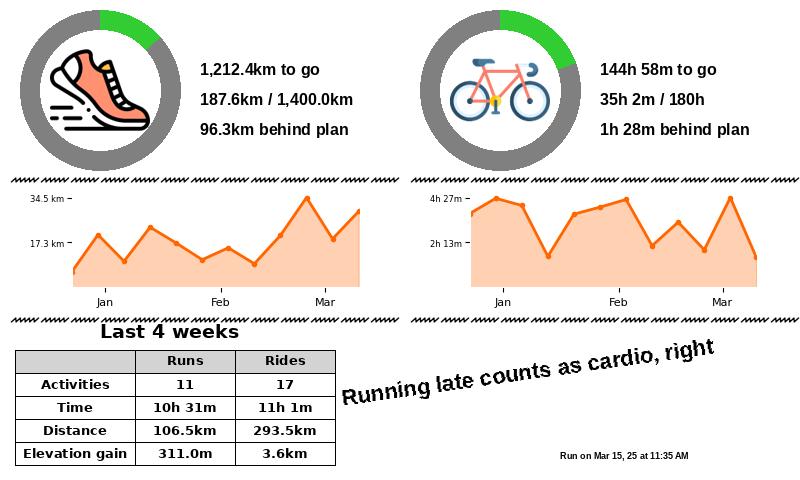 1,212.4km to go
187.6km / 1,400.0km
96.3km behind plan
144h 58m to go
35h 2m / 180h
1h 28m behind plan
34.5 km
17.3 km
Jan Feb Mar
4h 27m
2h 13m
Jan Feb Mar
Last 4 weeks
Runs Rides
Activities 11 17
Time 10h 31m 11h 1m
Distance 106.5km 293.5km
Elevation gain 311.0m 3.6km
Running late counts as cardio, right
Run on Mar 15, 25 at 11:35 AM